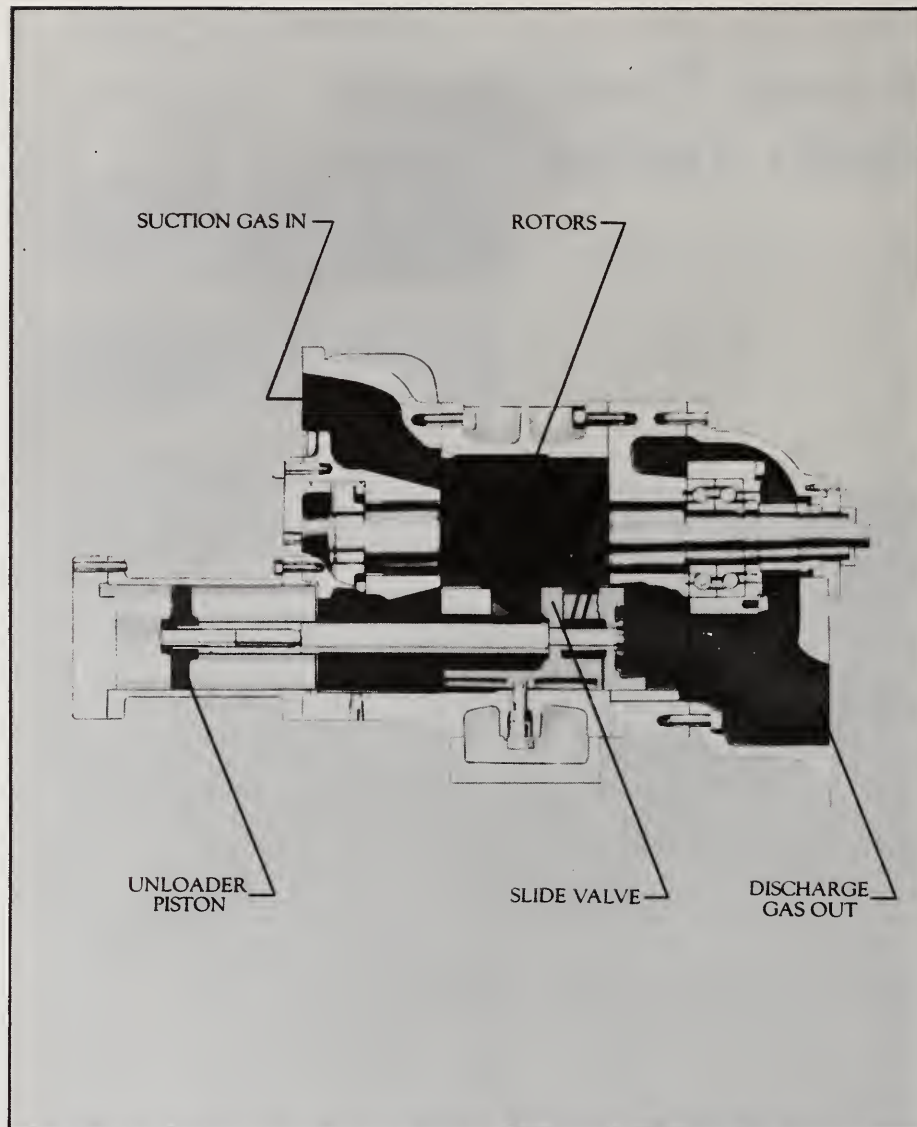 SUCTION GAS IN
ROTORS
UNLOADER
PISTON
SLIDE VALVE
DISCHARGE
GAS OUT